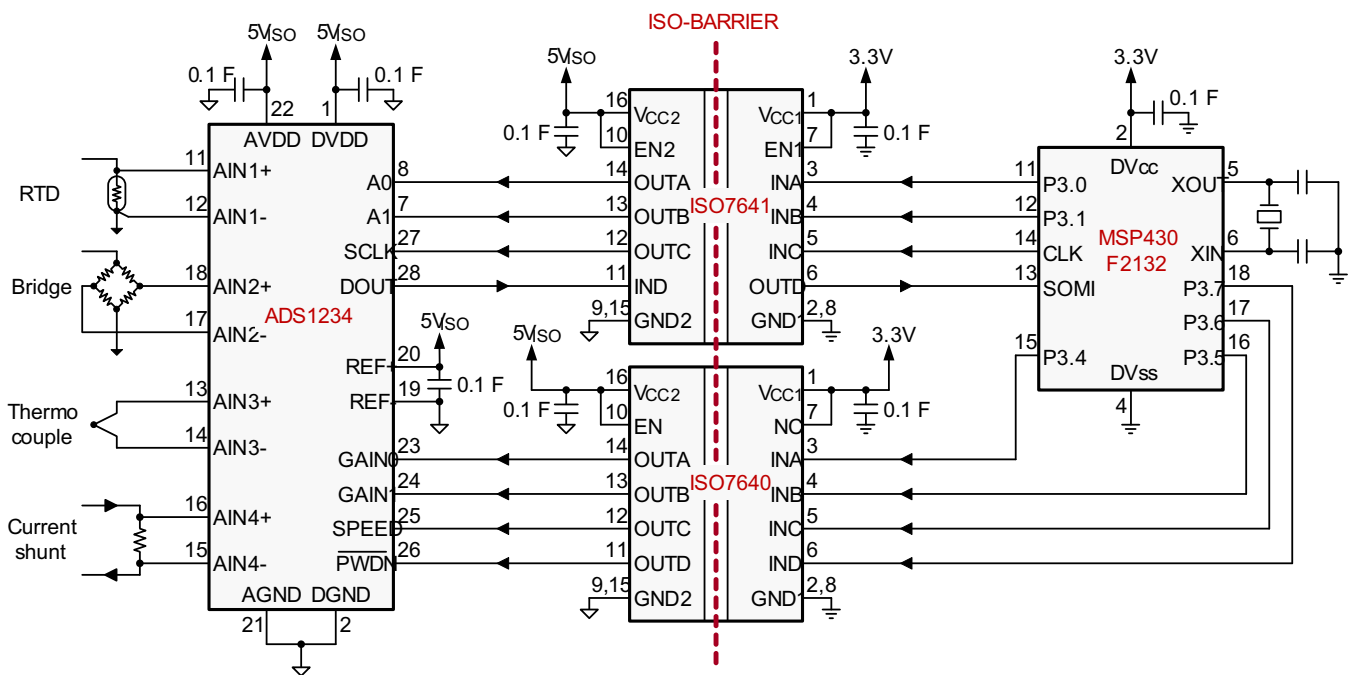 ISO-BARRIER
5VISO
5VISO
0.1 F
0.1 F
22
1
AVDD
DVDD
11
AIN1+
RTD
12
AIN1-
18
AIN2+
Bridge
17
AIN2-
ADS1234
13
AIN3+
Thermo
couple
14
AIN3-
16
AIN4+
Current
shunt
15
AIN4-
A0
8
A1
7
SCLK
27
DOUT
28
5VISO
20
REF+
0.1 F
19
REF-
GAIN0
23
GAIN1
24
SPEED
25
PWDN
26
AGND
DGND
21
2
5VISO
3.3V
16
VCC2
VCC1
1
0.1 F
10
EN2
EN1
7
0.1 F
14
OUTA
INA
3
13
OUTB
INB
4
ISO7641
12
OUTC
INC
5
11
IND
OUTD
6
9,15
GND2
GND1
2,8
5VISO
3.3V
16
VCC2
VCC1
1
0.1 F
10
EN
NC
7
0.1 F
14
OUTA
INA
3
13
OUTB
INB
4
ISO7640
12
OUTC
INC
5
11
OUTD
IND
6
9,15
GND2
GND1
2,8
3.3V
0.1 F
2
DVCC
11
P3.0
XOUT
5
12
P3.1
14
CLK
XIN
6
13
SOMI
P3.7
18
MSP430
F2132
P3.6
17
15
P3.4
P3.5
16
DVSS
4